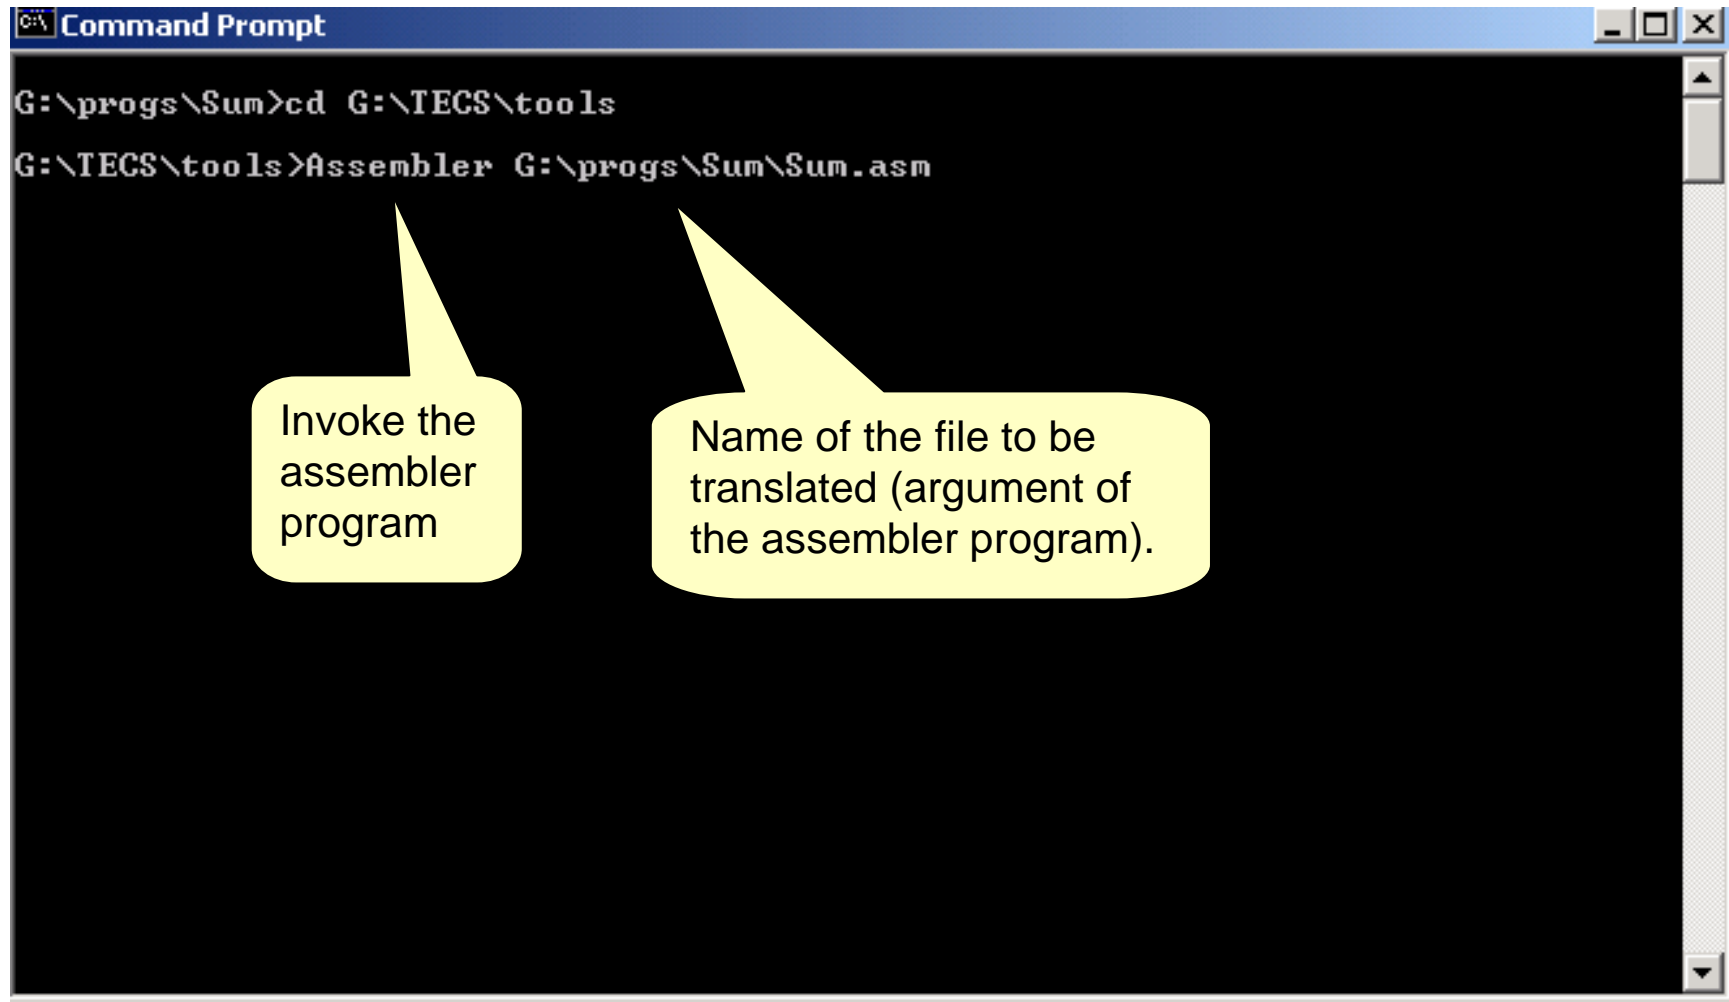 Command Prompt
G:\progs\Sum>cd G:\TECS\tools
G:\TECS\tools>Assembler G:\progs\Sum\Sum.asm
Invoke the
assembler
program
Name of the file to be
translated (argument of
the assembler program).